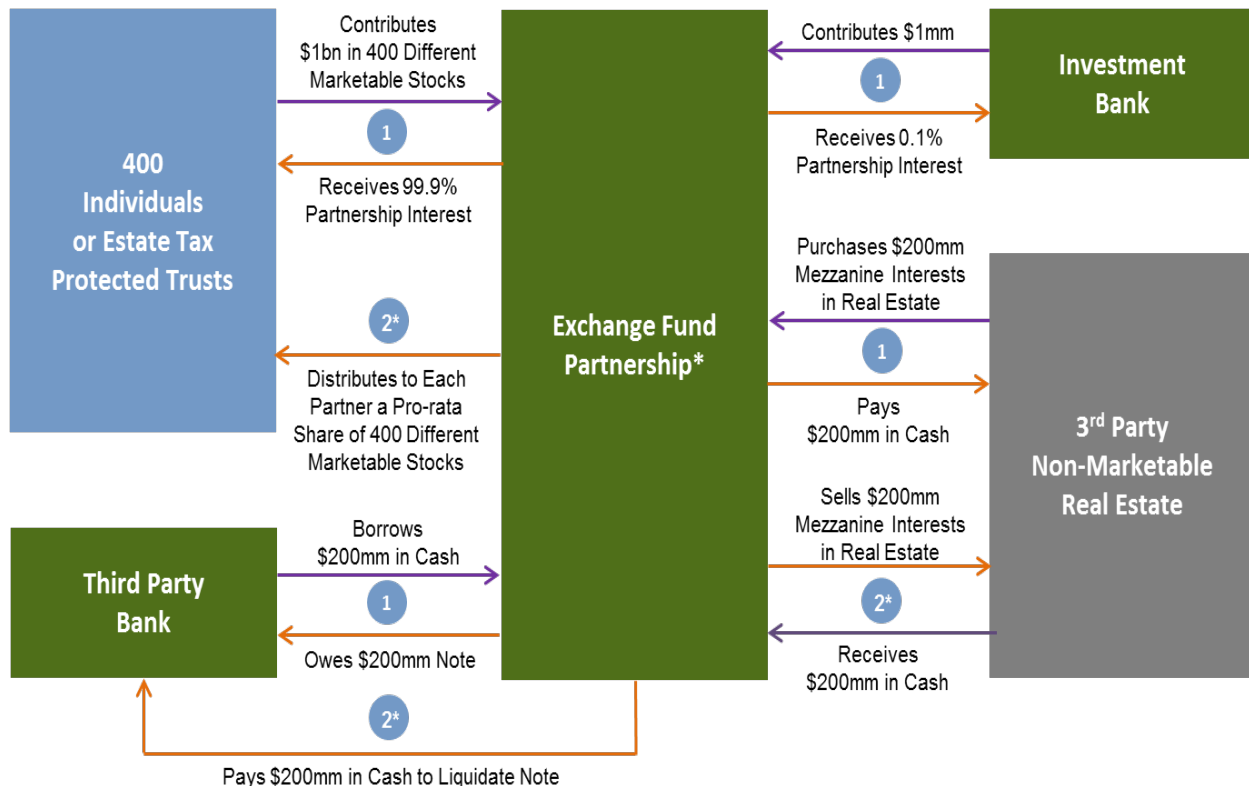 Contributes
$1bn in 400 Different
Marketable Stocks
1
Receives 99.9%
Partnership Interest
400
Individuals
or Estate Tax
Protected Trusts
2*
Distributes to Each
Partner a Pro-rata
Share of 400 Different
Marketable Stocks
Borrows
$200mm in Cash
1
Owes $200mm Note
Third Party
Bank
2*
Pays $200mm in Cash to Liquidate Note
Exchange Fund
Partnership*
Contributes $1mm
1
Receives 0.1%
Partnership Interest
Investment
Bank
Purchases $200mm
Mezzanine Interests
in Real Estate
1
Pays
$200mm in Cash
Sells $200mm
Mezzanine Interests
in Real Estate
2*
Receives
$200mm in Cash
3rd Party
Non-Marketable
Real Estate